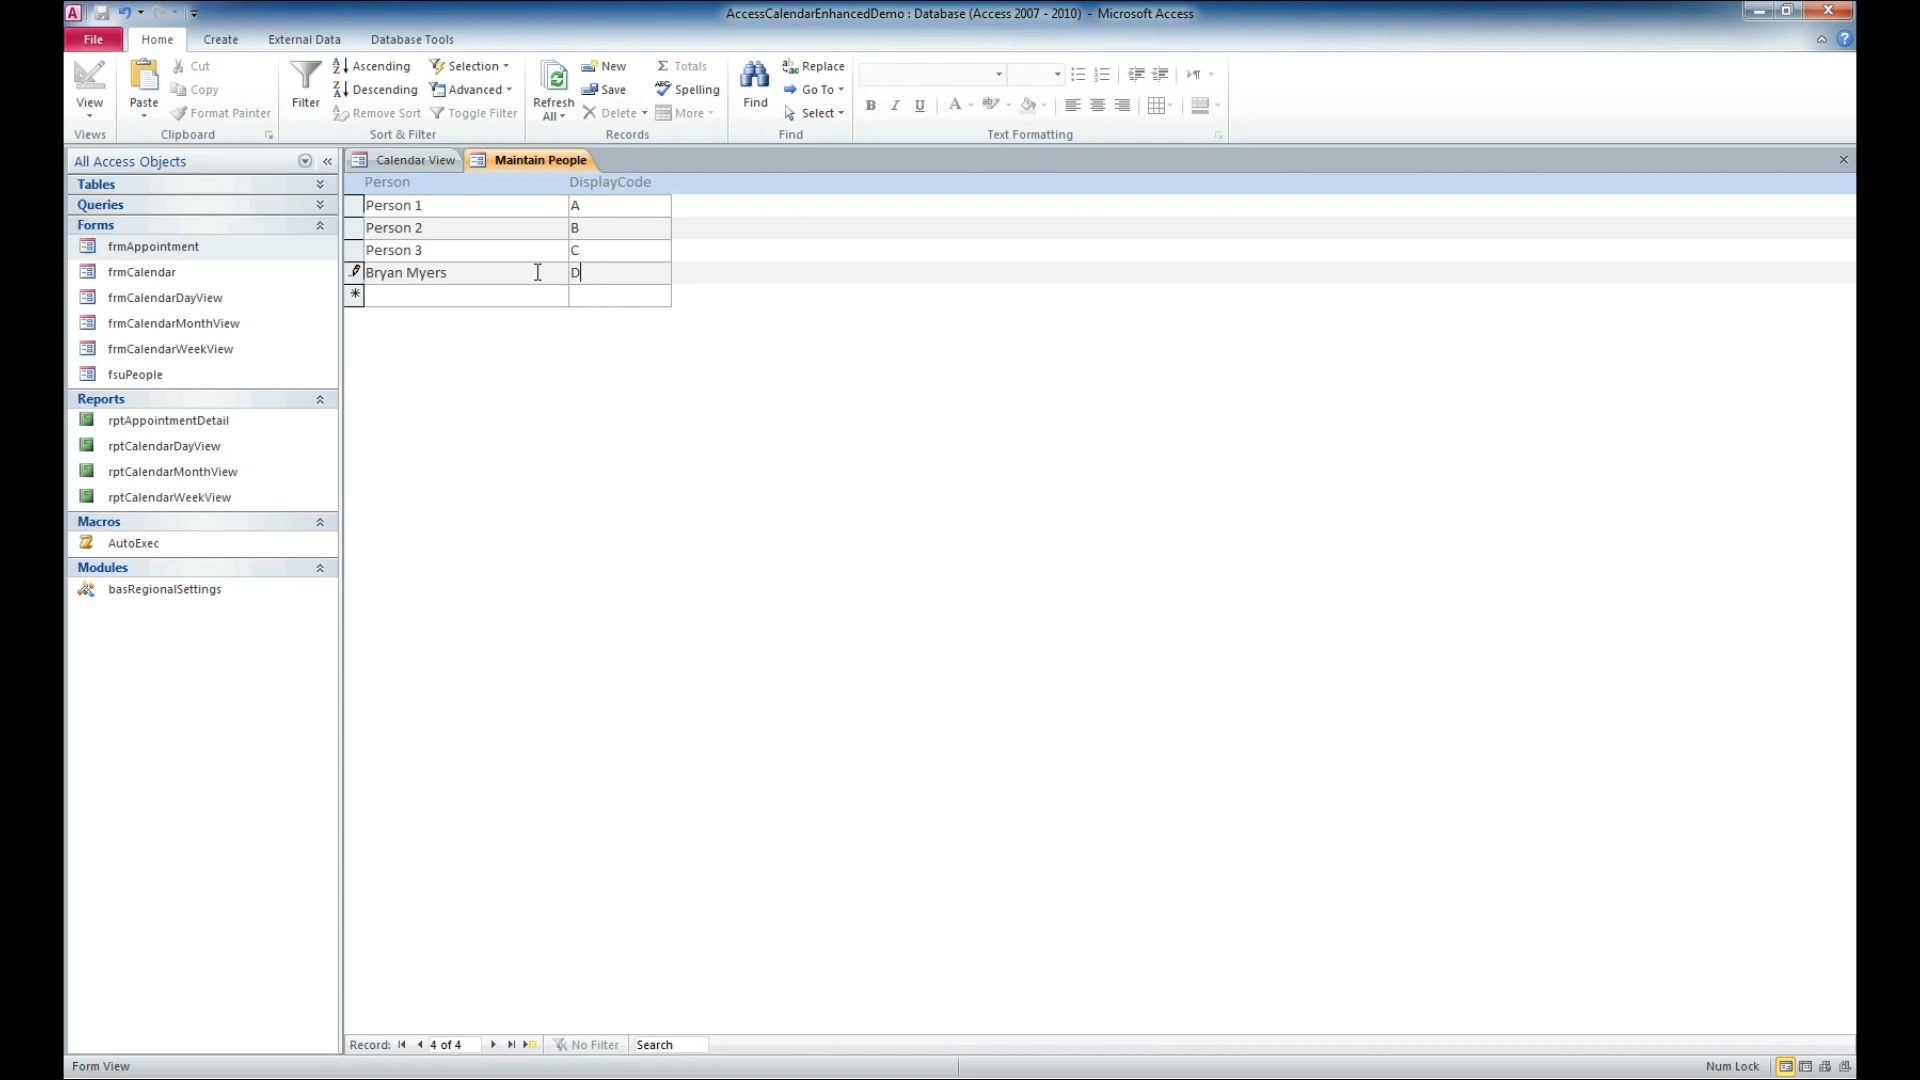 AccessCalendarEnhancedDemo : Database (Access 2007 - 2010) - Microsoft Access
File Home Create External Data Database Tools
View
Views
Paste
Cut
Copy
Format Painter
Clipboard
Filter
Ascending
Descending
Remove Sort
Selection
Advanced
Toggle Filter
Sort & Filter
Refresh All
New
Save
Delete
Totals
Spelling
More
Records
Find
Replace
Go To
Select
Find
B I U A
Text Formatting
All Access Objects
Tables
Queries
Forms
frmAppointment
frmCalendar
frmCalendarDayView
frmCalendarMonthView
frmCalendarWeekView
fsuPeople
Reports
rptAppointmentDetail
rptCalendarDayView
rptCalendarMonthView
rptCalendarWeekView
Macros
AutoExec
Modules
basRegionalSettings
Calendar View Maintain People
Person DisplayCode
Person 1 A
Person 2 B
Person 3 C
Bryan Myers D
Record: 4 of 4 No Filter Search
Form View Num Lock